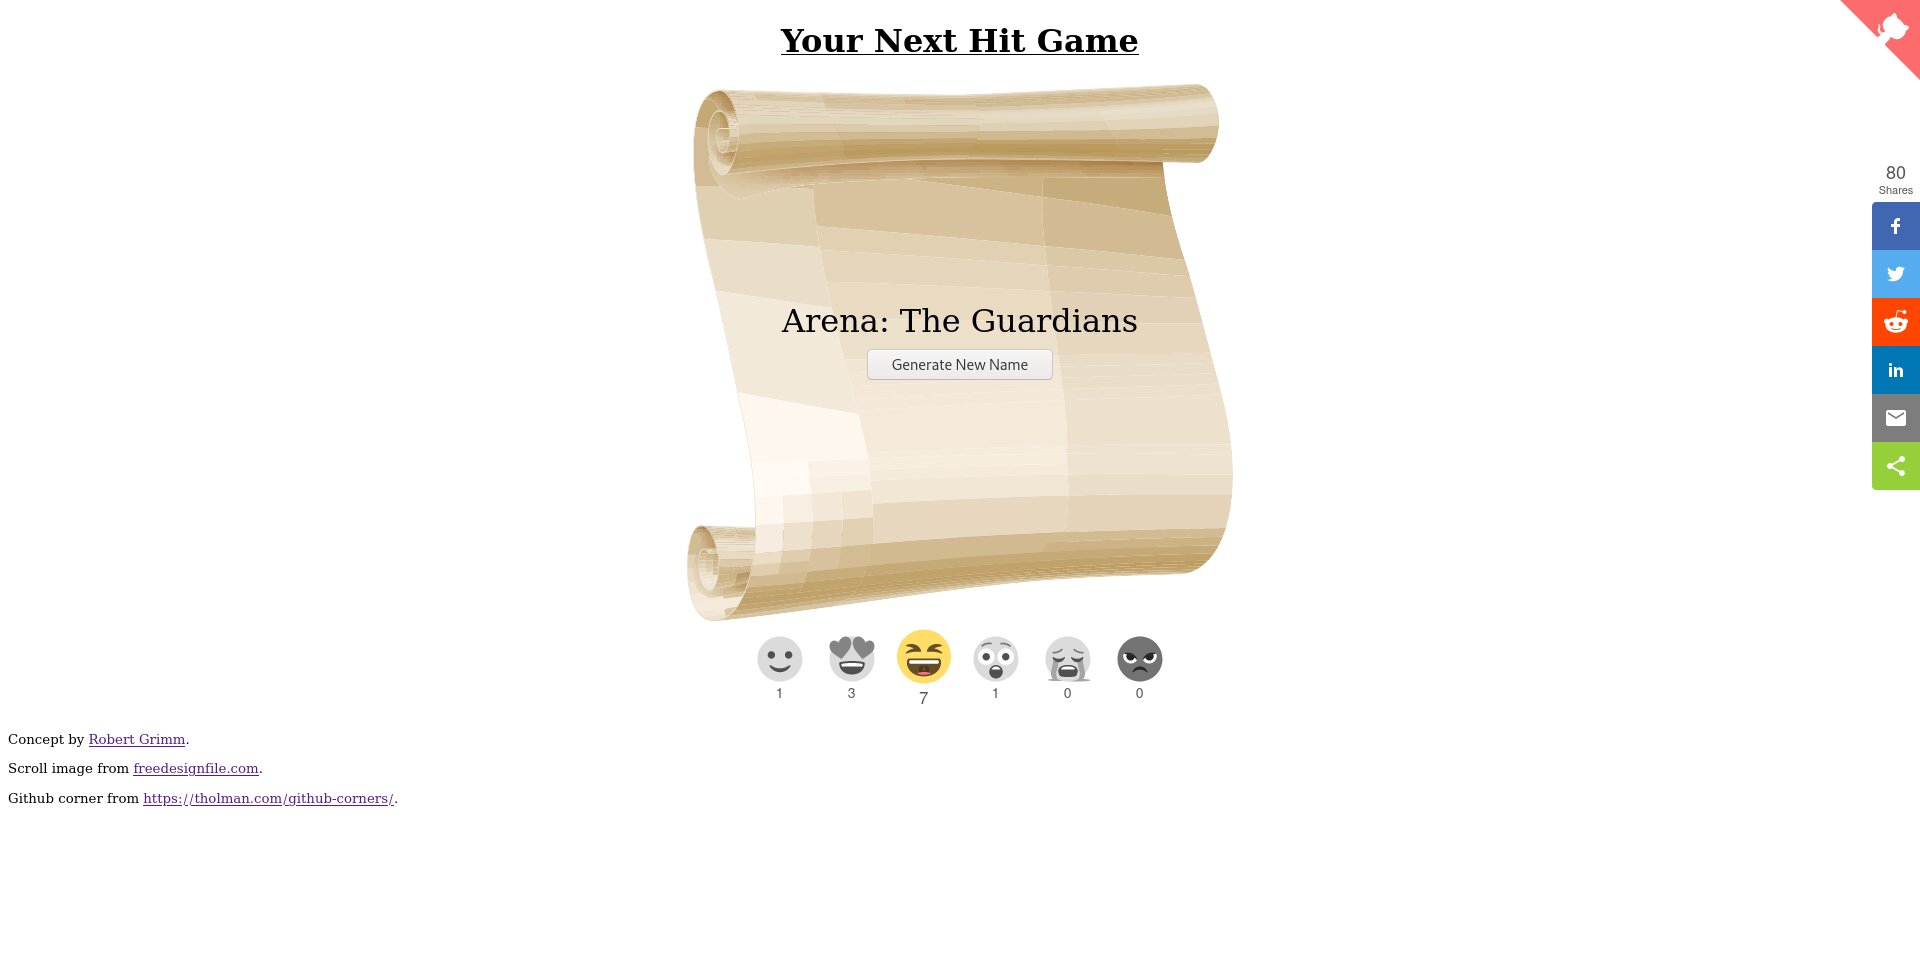 Your Next Hit Game
80
Shares
Arena: The Guardians
Generate New Name
in
1
3
7
1
0
0
Concept by Robert Grimm.
Scroll image from freedesignfile.com.
Github corner from https://tholman.com/github-corners/.